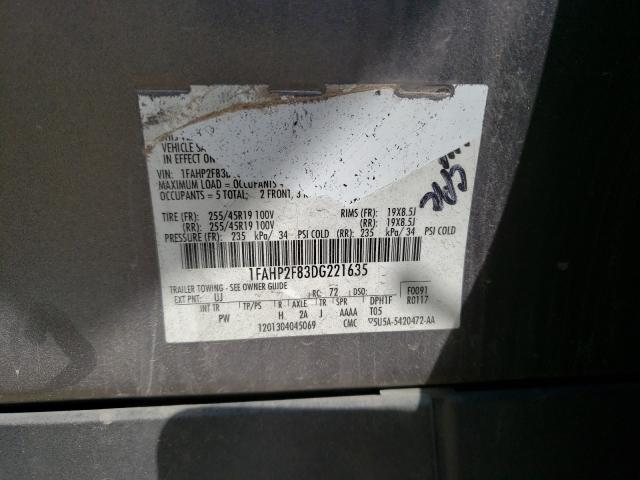 VEHICLE SA
IN EFFECT ON
VIN: 1FAHP2F83D
MAXIMUM LOAD = OCCUPANTS
OCCUPANTS = 5 TOTAL; 2 FRONT, 3
TIRE (FR): 255/45R19 100V RIMS (FR): 19X8.5J
(RR): 255/45R19 100V (RR): 19X8.5J
PRESSURE (FR): 235 kPa/ 34 PSI COLD (RR): 235 kPa/ 34 PSI COLD
1FAHP2F83DG221635
TRAILER TOWING - SEE OWNER GUIDE
EXT PNT: UJ RC: 72 DSO: F0091
INT TR TP/PS R AXLE TR SPR DPH1F R0117
PW H 2A J AAAA T05
1201304045069 CMC 5U5A-5420472-AA